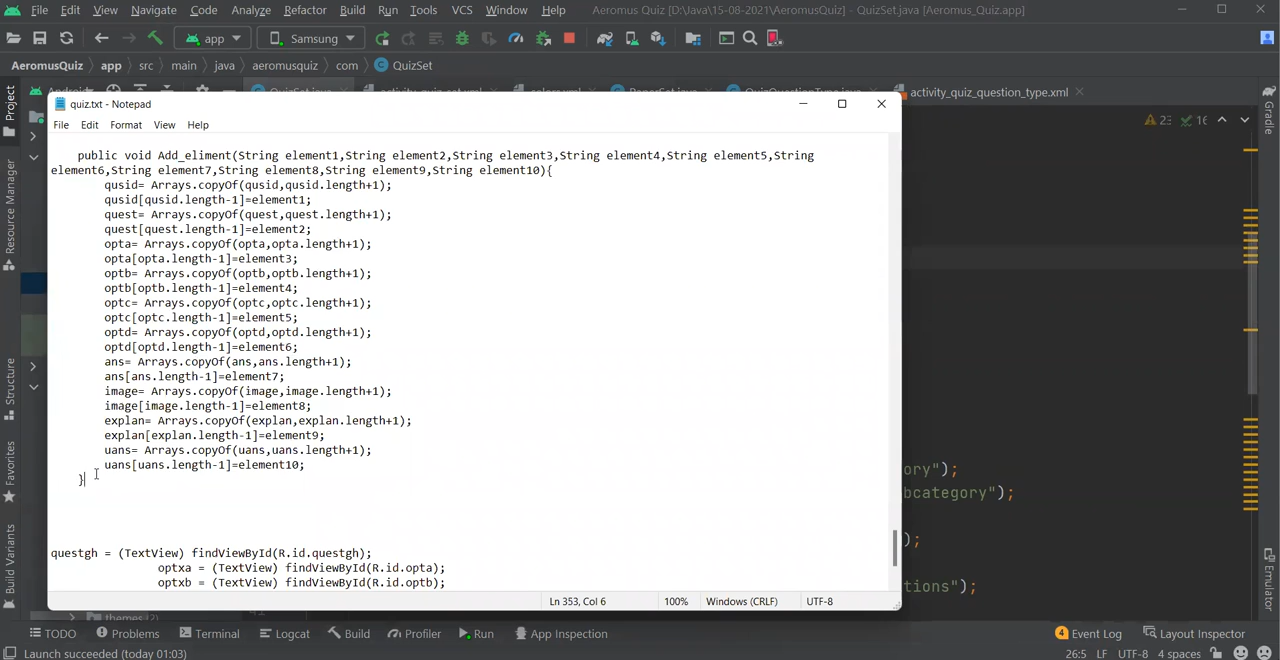 File Edit View Navigate Code Analyze Refactor Build Run Tools VCS Window Help Aeromus Quiz [D:\Java\15-08-2021\AeromusQuiz] - QuizSet.java [Aeromus_Quiz.app]
app Samsung
AeromusQuiz app src main java aeromusquiz com QuizSet
activity_quiz_question_type.xml
quiz.txt - Notepad
File Edit Format View Help
23 16
public void Add_eliment(String element1,String element2,String element3,String element4,String element5,String
element6,String element7,String element8,String element9,String element10){
qusid= Arrays.copyOf(qusid,qusid.length+1);
qusid[qusid.length-1]=element1;
quest= Arrays.copyOf(quest,quest.length+1);
quest[quest.length-1]=element2;
opta= Arrays.copyOf(opta,opta.length+1);
opta[opta.length-1]=element3;
optb= Arrays.copyOf(optb,optb.length+1);
optb[optb.length-1]=element4;
optc= Arrays.copyOf(optc,optc.length+1);
optc[optc.length-1]=element5;
optd= Arrays.copyOf(optd,optd.length+1);
optd[optd.length-1]=element6;
ans= Arrays.copyOf(ans,ans.length+1);
ans[ans.length-1]=element7;
image= Arrays.copyOf(image,image.length+1);
image[image.length-1]=element8;
explan= Arrays.copyOf(explan,explan.length+1);
explan[explan.length-1]=element9;
uans= Arrays.copyOf(uans,uans.length+1);
uans[uans.length-1]=element10;
}
questgh = (TextView) findViewById(R.id.questgh);
optxa = (TextView) findViewById(R.id.opta);
optxb = (TextView) findViewById(R.id.optb);
Ln 353, Col 6 100% Windows (CRLF) UTF-8
ory");
bcategory");
);
tions");
Project
Resource Manager
Structure
Favorites
Build Variants
Gradle
Emulator
themes (2)
TODO Problems Terminal Logcat Build Profiler Run App Inspection 4 Event Log Layout Inspector
Launch succeeded (today 01:03) 26:5 LF UTF-8 4 spaces